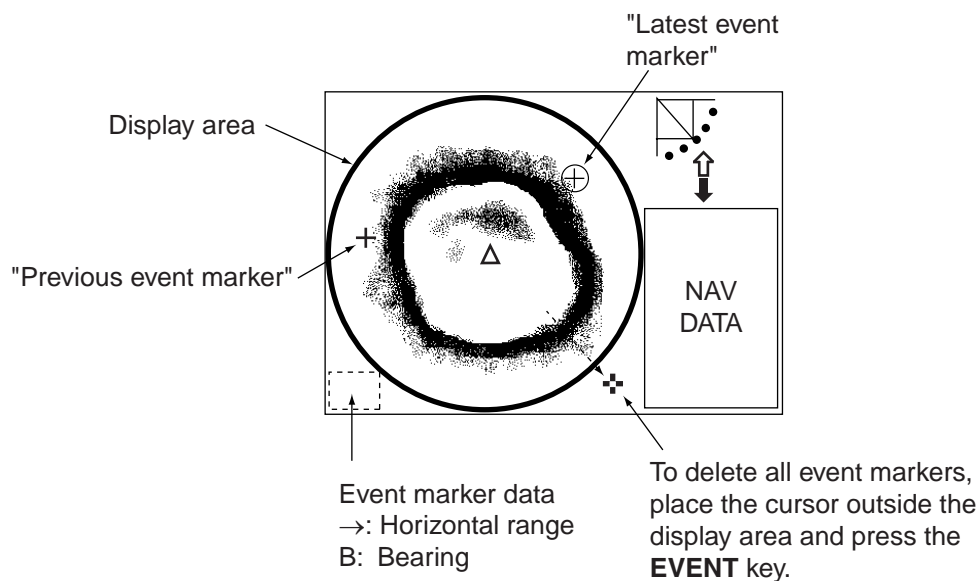 "Latest event
marker"
Display area
"Previous event marker"
NAV
DATA
Event marker data
→: Horizontal range
B: Bearing
To delete all event markers,
place the cursor outside the
display area and press the
EVENT key.